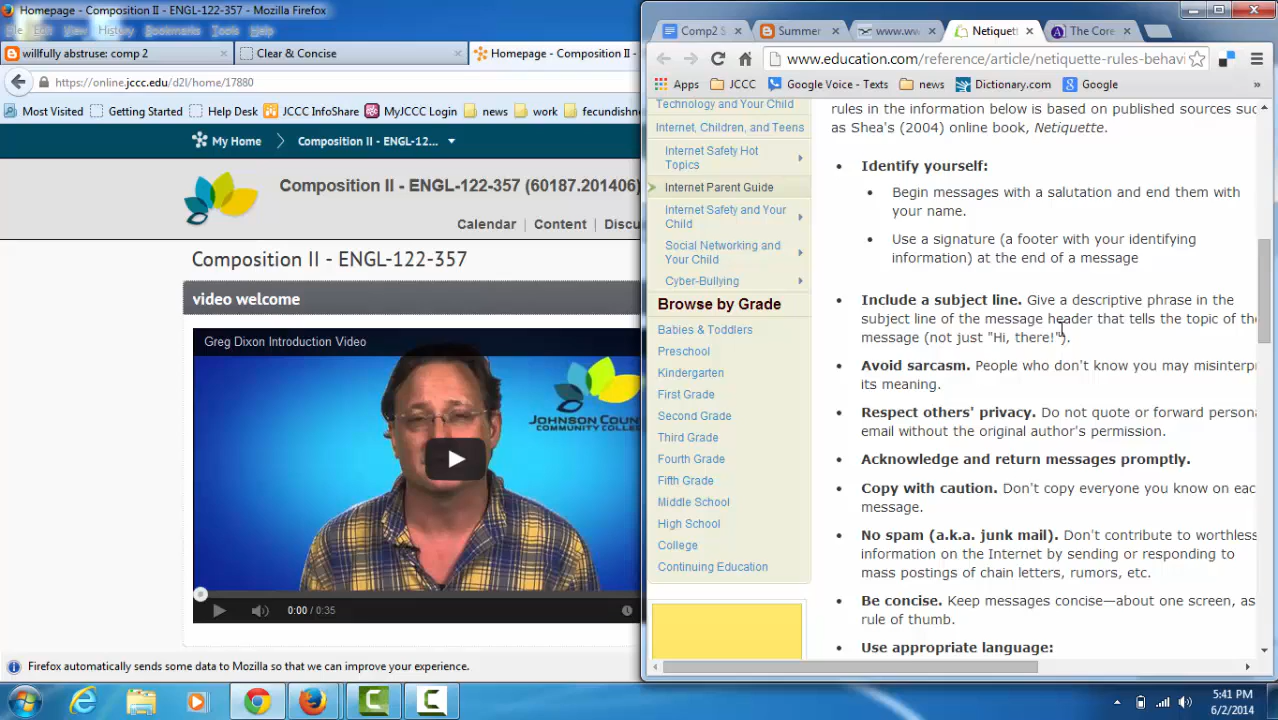 Homepage - Composition II - ENGL-122-357 - Mozilla Firefox
File Edit View History Bookmarks Tools Help
willfully abstruse: comp 2
Clear & Concise
Homepage - Composition II -
https://online.jccc.edu/d2l/home/17880
Most Visited
Getting Started
Help Desk
JCCC InfoShare
MyJCCC Login
news
work
fecundishne
My Home
Composition II - ENGL-12...
Composition II - ENGL-122-357 (60187.201406)
Calendar | Content | Discu
Composition II - ENGL-122-357
video welcome
Greg Dixon Introduction Video
JOHNSON COUN
COMMUNITY COLLEG
0:00 / 0:35
Firefox automatically sends some data to Mozilla so that we can improve your experience.
Comp2 S
Summer
www.ww
Netiquett
The Core
www.education.com/reference/article/netiquette-rules-behavi
Apps
JCCC
Google Voice - Texts
news
Dictionary.com
Google
»
Technology and Your Child
Internet, Children, and Teens
Internet Safety Hot
Topics
Internet Parent Guide
Internet Safety and Your
Child
Social Networking and
Your Child
Cyber-Bullying
Browse by Grade
Babies & Toddlers
Preschool
Kindergarten
First Grade
Second Grade
Third Grade
Fourth Grade
Fifth Grade
Middle School
High School
College
Continuing Education
rules in the information below is based on published sources suc
as Shea's (2004) online book, Netiquette.
• Identify yourself:
• Begin messages with a salutation and end them with
your name.
• Use a signature (a footer with your identifying
information) at the end of a message
• Include a subject line. Give a descriptive phrase in the
subject line of the message header that tells the topic of the
message (not just "Hi, there!").
• Avoid sarcasm. People who don't know you may misinterpr
its meaning.
• Respect others' privacy. Do not quote or forward persona
email without the original author's permission.
• Acknowledge and return messages promptly.
• Copy with caution. Don't copy everyone you know on eac
message.
• No spam (a.k.a. junk mail). Don't contribute to worthless
information on the Internet by sending or responding to
mass postings of chain letters, rumors, etc.
• Be concise. Keep messages concise—about one screen, as
rule of thumb.
• Use appropriate language:
5:41 PM
6/2/2014